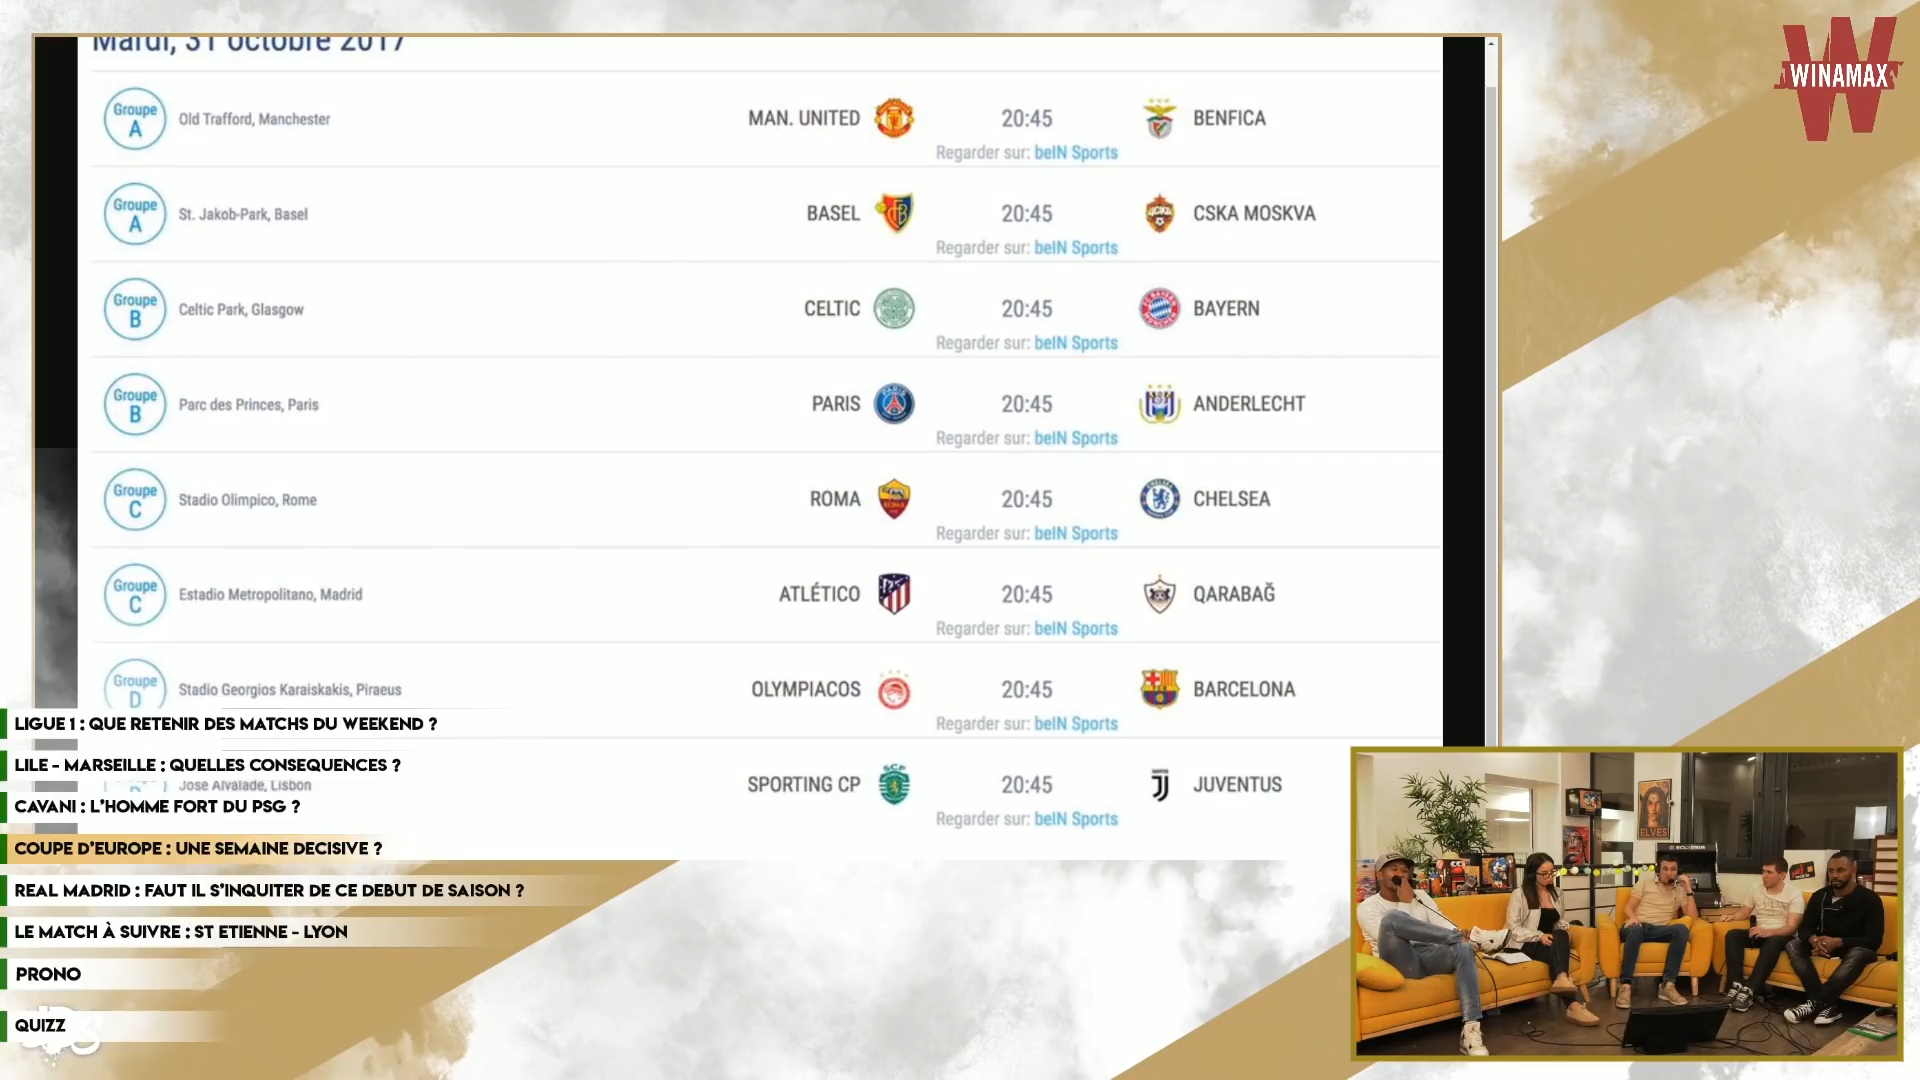 Mardi, 31 octobre 2017
Groupe A
Old Trafford, Manchester
MAN. UNITED
20:45
BENFICA
Regarder sur: beIN Sports
Groupe A
St. Jakob-Park, Basel
BASEL
20:45
CSKA MOSKVA
Regarder sur: beIN Sports
Groupe B
Celtic Park, Glasgow
CELTIC
20:45
BAYERN
Regarder sur: beIN Sports
Groupe B
Parc des Princes, Paris
PARIS
20:45
ANDERLECHT
Regarder sur: beIN Sports
Groupe C
Stadio Olimpico, Rome
ROMA
20:45
CHELSEA
Regarder sur: beIN Sports
Groupe C
Estadio Metropolitano, Madrid
ATLÉTICO
20:45
QARABAĞ
Regarder sur: beIN Sports
Groupe D
Stadio Georgios Karaiskakis, Piraeus
OLYMPIACOS
20:45
BARCELONA
Regarder sur: beIN Sports
José Alvalade, Lisbon
SPORTING CP
20:45
JUVENTUS
Regarder sur: beIN Sports
WINAMAX
LIGUE 1 : QUE RETENIR DES MATCHS DU WEEKEND ?
LILE - MARSEILLE : QUELLES CONSEQUENCES ?
CAVANI : L'HOMME FORT DU PSG ?
COUPE D'EUROPE : UNE SEMAINE DECISIVE ?
REAL MADRID : FAUT IL S'INQUITER DE CE DEBUT DE SAISON ?
LE MATCH À SUIVRE : ST ETIENNE - LYON
PRONO
QUIZZ
ELVES